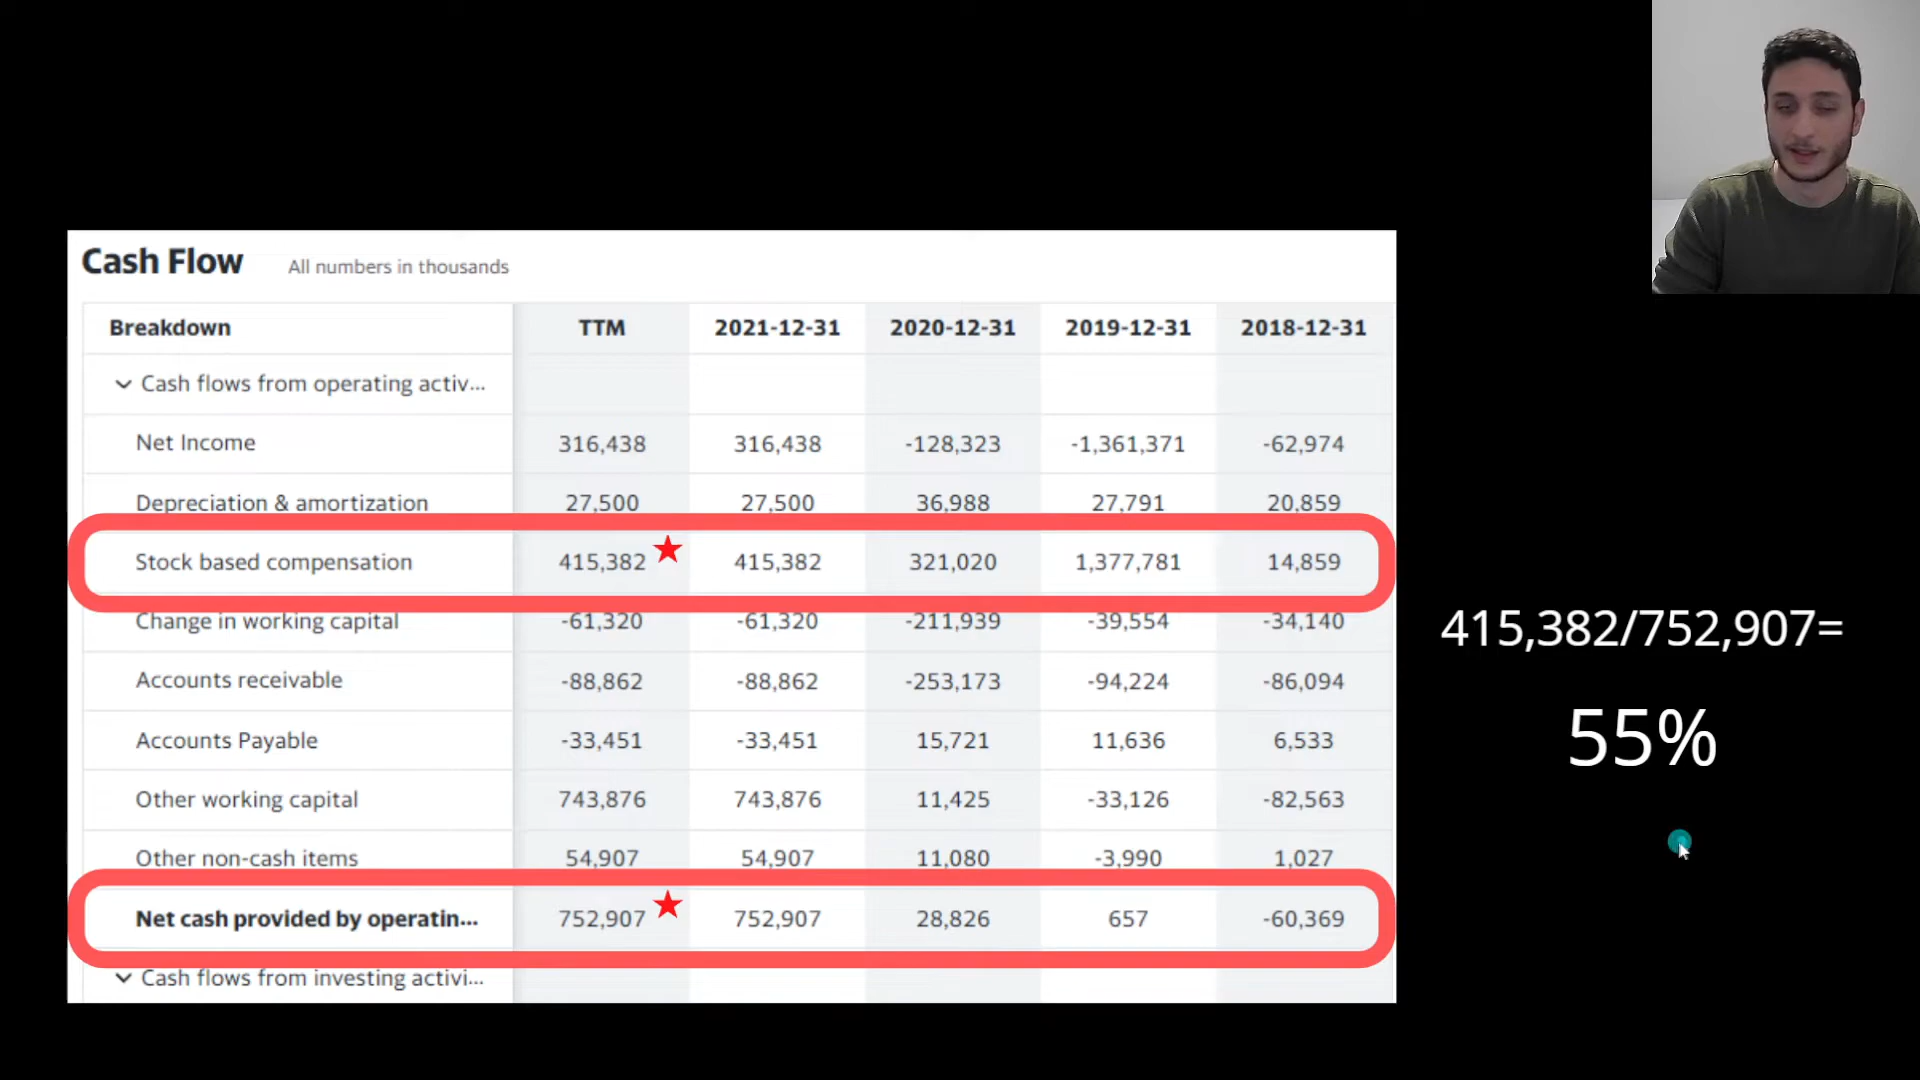 Cash Flow All numbers in thousands
Breakdown TTM 2021-12-31 2020-12-31 2019-12-31 2018-12-31
Cash flows from operating activ...
Net Income 316,438 316,438 -128,323 -1,361,371 -62,974
Depreciation & amortization 27,500 27,500 36,988 27,791 20,859
Stock based compensation 415,382 415,382 321,020 1,377,781 14,859
Change in working capital -61,320 -61,320 -211,939 -39,554 -34,140
Accounts receivable -88,862 -88,862 -253,173 -94,224 -86,094
Accounts Payable -33,451 -33,451 15,721 11,636 6,533
Other working capital 743,876 743,876 11,425 -33,126 -82,563
Other non-cash items 54,907 54,907 11,080 -3,990 1,027
Net cash provided by operatin... 752,907 752,907 28,826 657 -60,369
Cash flows from investing activi...
415,382/752,907=
55%